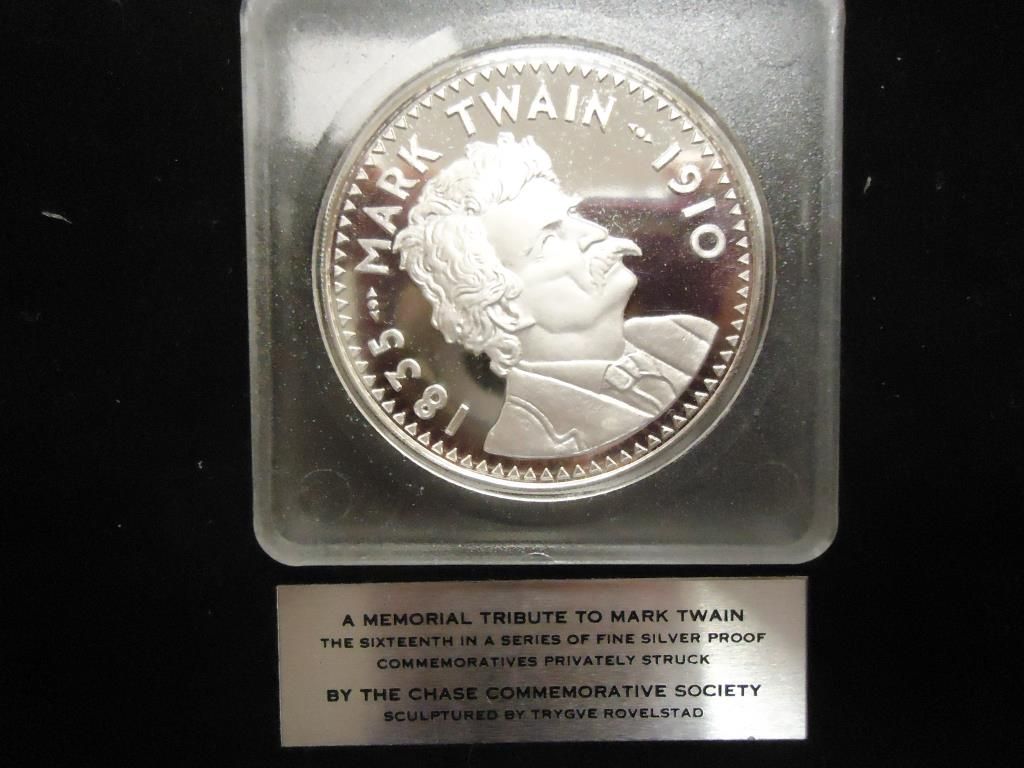 1835 MARK TWAIN 1910
A MEMORIAL TRIBUTE TO MARK TWAIN
THE SIXTEENTH IN A SERIES OF FINE SILVER PROOF
COMMEMORATIVES PRIVATELY STRUCK
BY THE CHASE COMMEMORATIVE SOCIETY
SCULPTURED BY TRYGVE ROVELSTAD